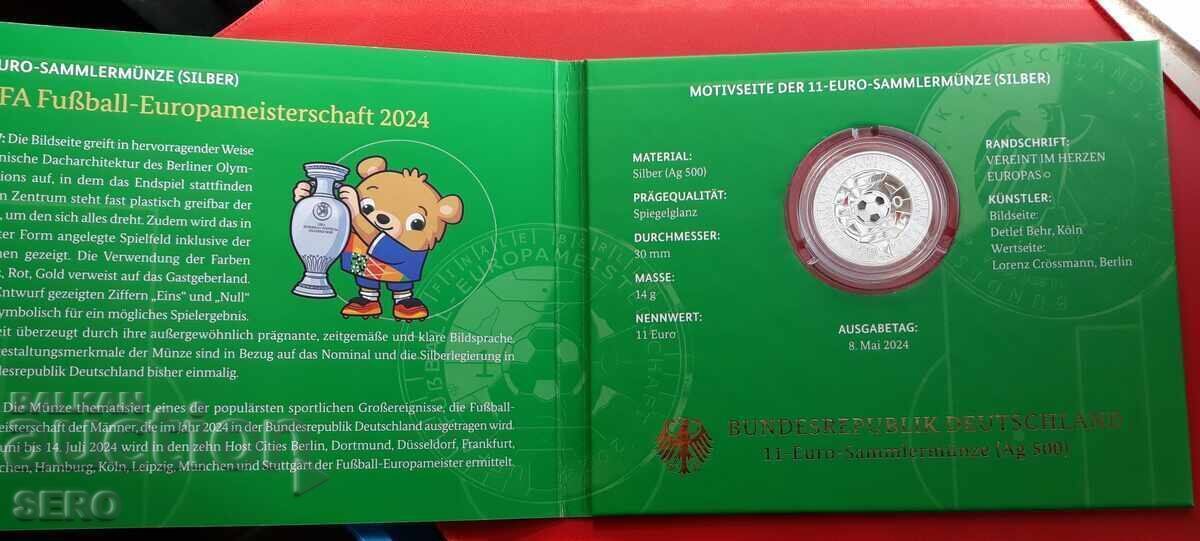 URO-SAMMLERMÜNZE (SILBER)
FA Fußball-Europameisterschaft 2024
Die Bildseite greift in hervorragender Weise
nische Dacharchitektur des Berliner Olym-
ions auf, in dem das Endspiel stattfinden
n Zentrum steht fast plastisch greifbar der
, um den sich alles dreht. Zudem wird das in
ter Form angelegte Spielfeld inklusive der
nen gezeigt. Die Verwendung der Farben
, Rot, Gold verweist auf das Gastgeberland.
Entwurf gezeigten Ziffern „Eins" und „Null"
ymbolisch für ein mögliches Spielergebnis.
eit überzeugt durch ihre außergewöhnlich prägnante, zeitgemäße und klare Bildsprache.
estaltungsmerkmale der Münze sind in Bezug auf das Nominal und die Silberlegierung in
desrepublik Deutschland bisher einmalig.
Die Münze thematisiert eines der populärsten sportlichen Großereignisse, die Fußball-
meisterschaft der Männer, die im Jahr 2024 in der Bundesrepublik Deutschland ausgetragen wird.
uni bis 14. Juli 2024 wird in den zehn Host Cities Berlin, Dortmund, Düsseldorf, Frankfurt,
chen, Hamburg, Köln, Leipzig, München und Stuttgart der Fußball-Europameister ermittelt.
MOTIVSEITE DER 11-EURO-SAMMLERMÜNZE (SILBER)
MATERIAL:
Silber (Ag 500)
PRÄGEQUALITÄT:
Spiegelglanz
DURCHMESSER:
30 mm
MASSE:
14 g
NENNWERT:
11 Euro
AUSGABETAG:
8. Mai 2024
RANDSCHRIFT:
VEREINT IM HERZEN
EUROPAS
KÜNSTLER:
Bildseite:
Detlef Behr, Köln
Wertseite:
Lorenz Crössmann, Berlin
BUNDESREPUBLIK DEUTSCHLAND
11-Euro-Sammlermünze (Ag 500)
BALKAN
auction
SERO